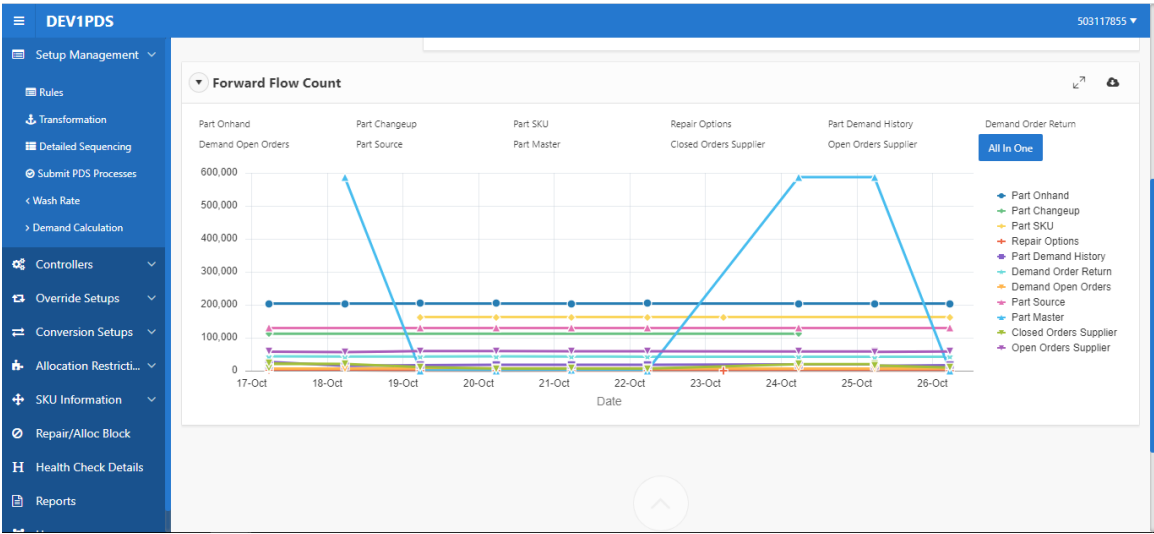 DEV1PDS
503117855
Setup Management
Rules
Transformation
Detailed Sequencing
Submit PDS Processes
Wash Rate
Demand Calculation
Controllers
Override Setups
Conversion Setups
Allocation Restricti...
SKU Information
Repair/Alloc Block
H Health Check Details
Reports
Forward Flow Count
Part Onhand Part Changeup Part SKU Repair Options Part Demand History Demand Order Return
Demand Open Orders Part Source Part Master Closed Orders Supplier Open Orders Supplier All In One
600,000
500,000
400,000
300,000
200,000
100,000
0
17-Oct 18-Oct 19-Oct 20-Oct 21-Oct 22-Oct 23-Oct 24-Oct 25-Oct 26-Oct
Date
Part Onhand
Part Changeup
Part SKU
Repair Options
Part Demand History
Demand Order Return
Demand Open Orders
Part Source
Part Master
Closed Orders Supplier
Open Orders Supplier